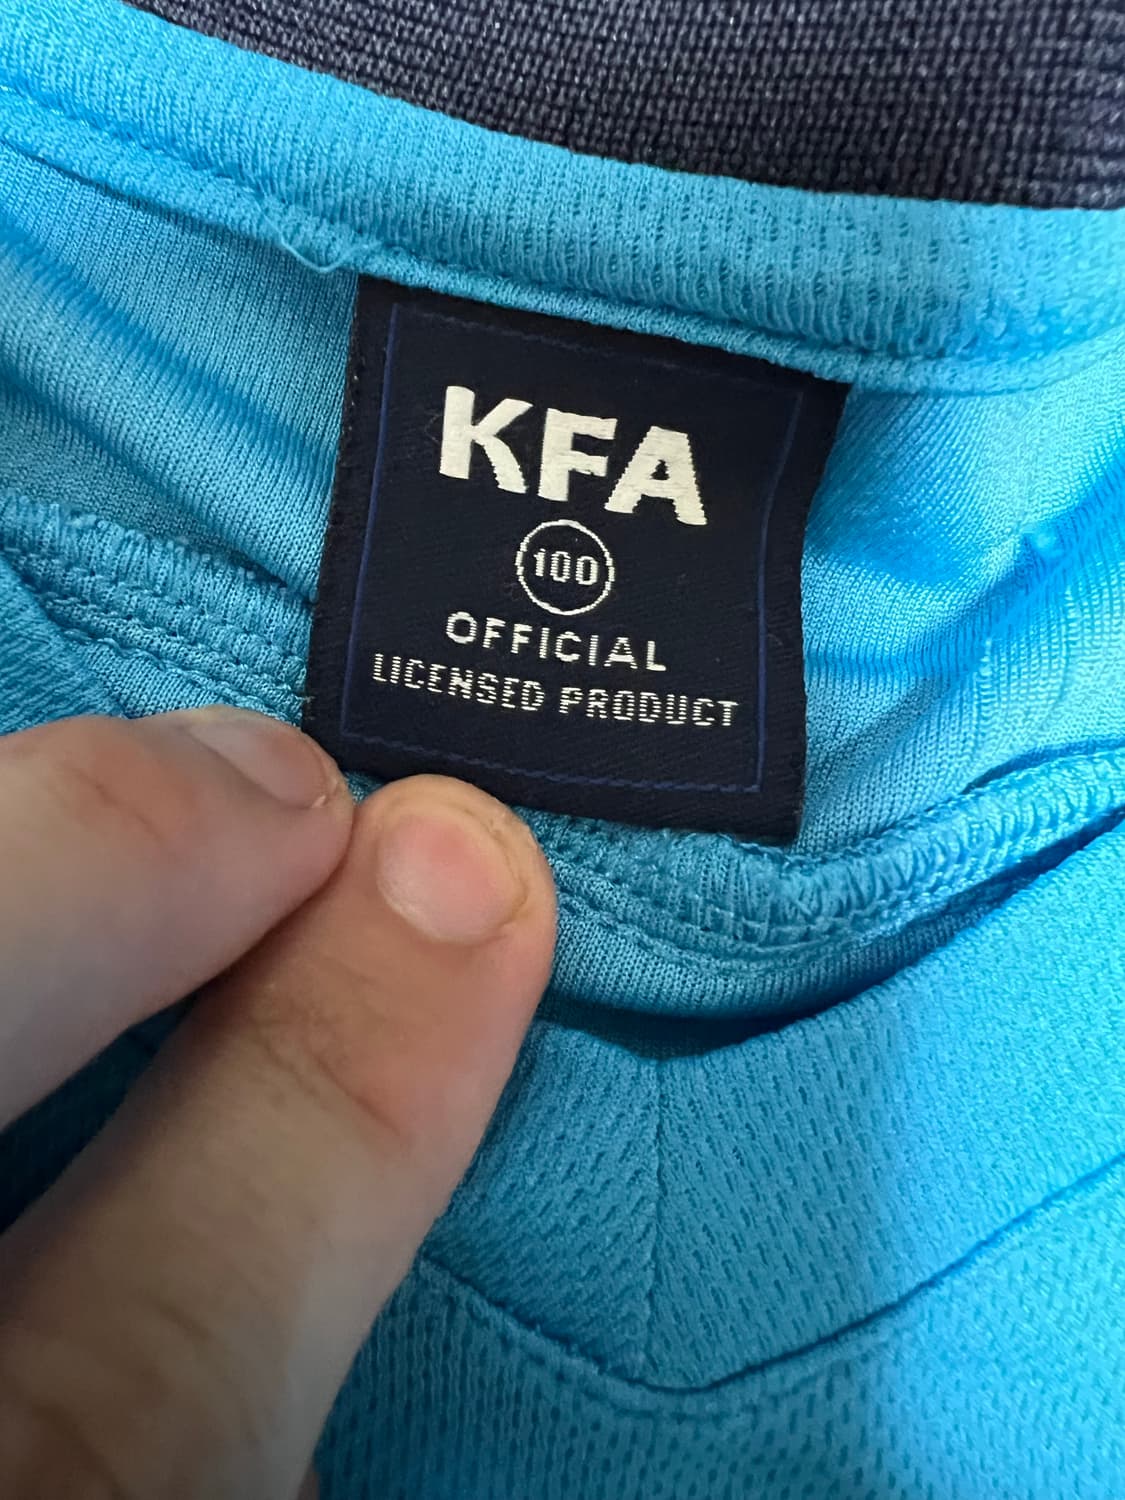 KFA
100
OFFICIAL
LICENSED PRODUCT